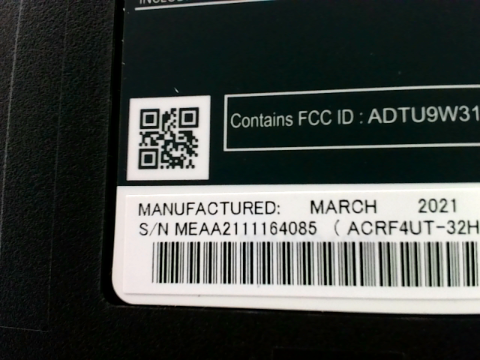 Contains FCC ID : ADTU9W31
MANUFACTURED: MARCH 2021
S/N MEAA2111164085 ( ACRF4UT-32H